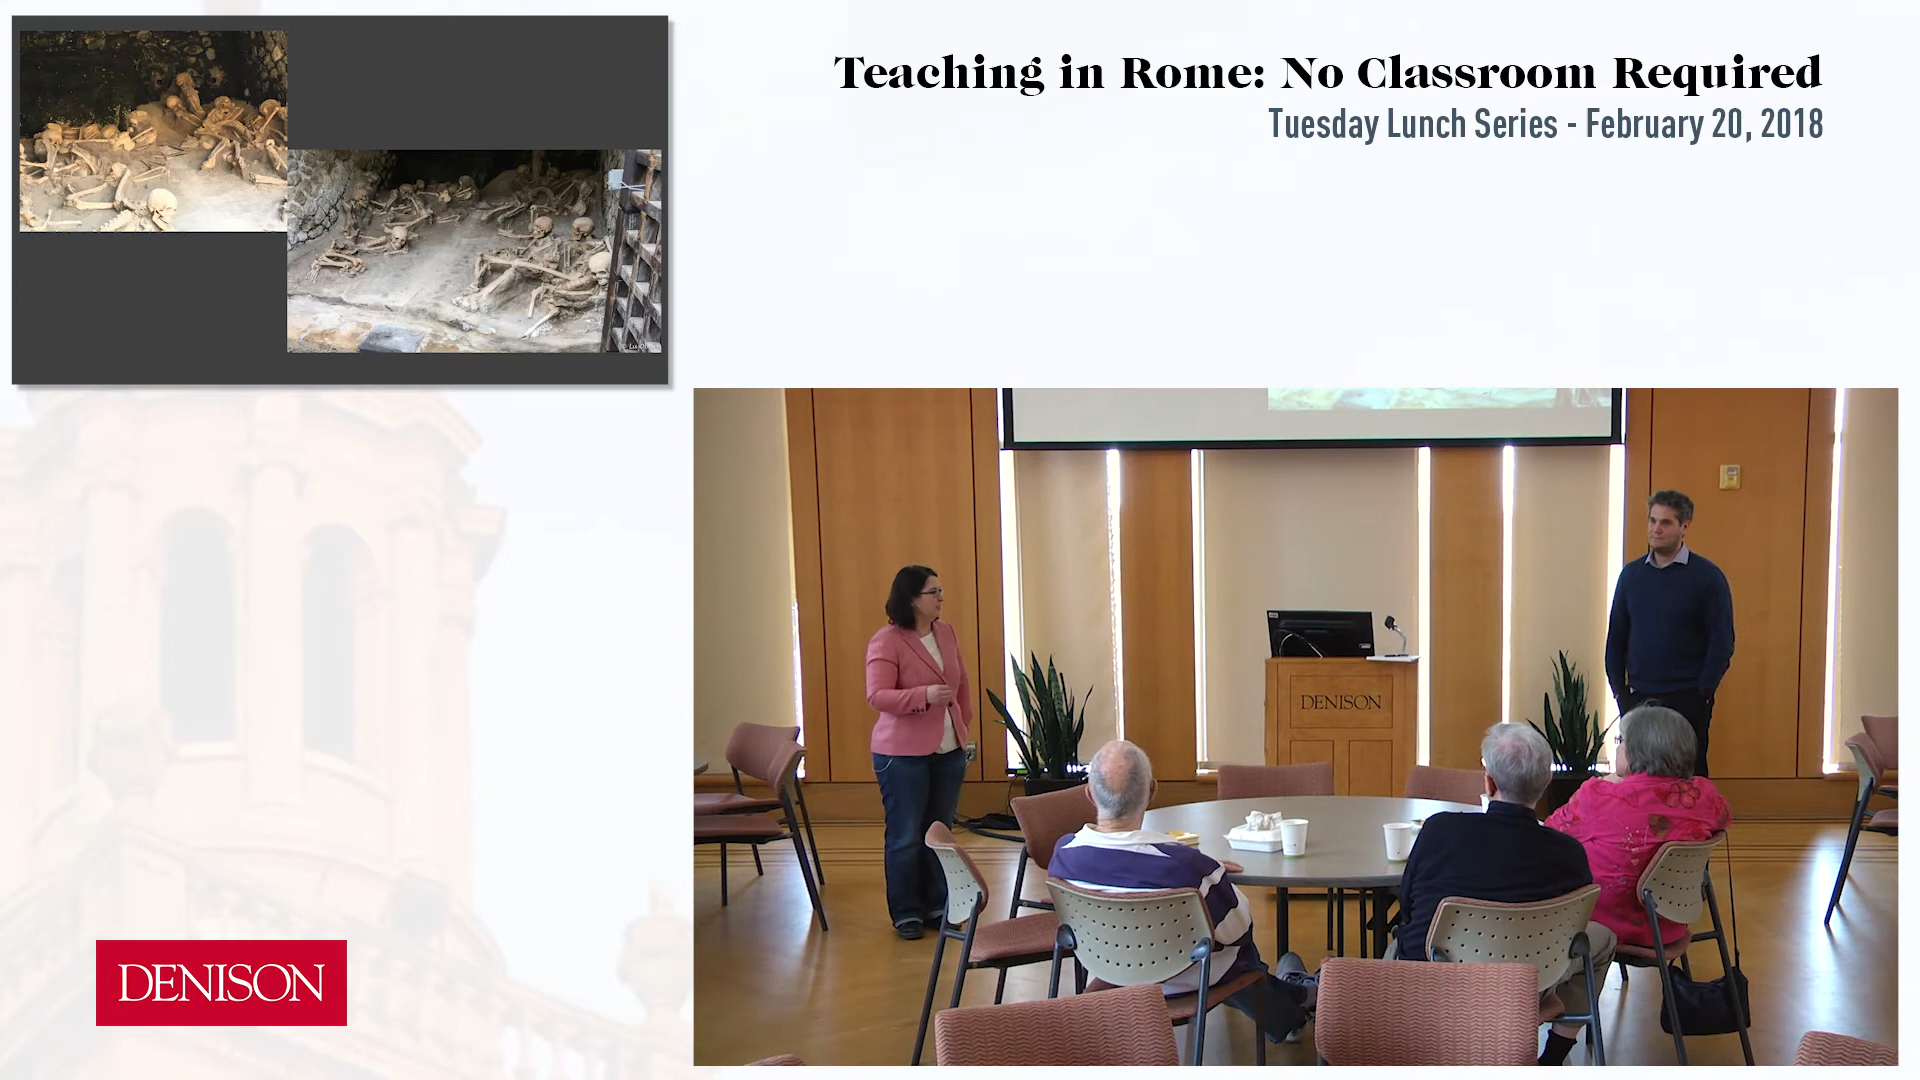 Teaching in Rome: No Classroom Required
Tuesday Lunch Series - February 20, 2018
DENISON
DENISON